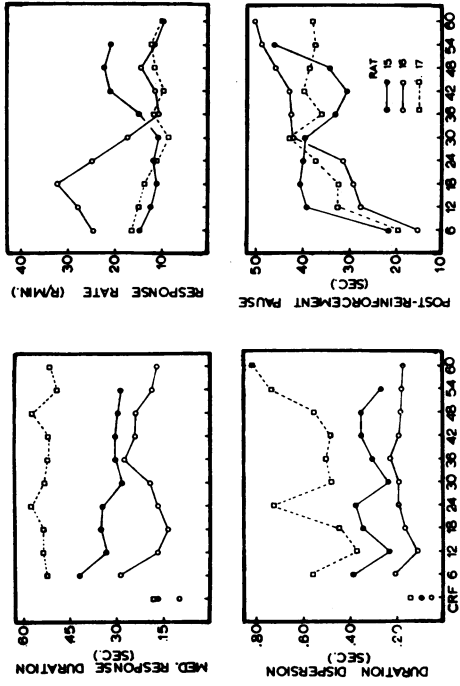 MED. RESPONSE DURATION
(SEC.)
.60
.45
.30
.15
RESPONSE RATE (R/MIN.)
40
30
20
10
DURATION DISPERSION
(SEC.)
.80
.60
.40
.20
CRF 6 12 18 24 30 36 42 48 54 60
POST-REINFORCEMENT PAUSE
(SEC.)
50
40
30
20
10
RAT
15
16
17
6 12 18 24 30 36 42 48 54 60